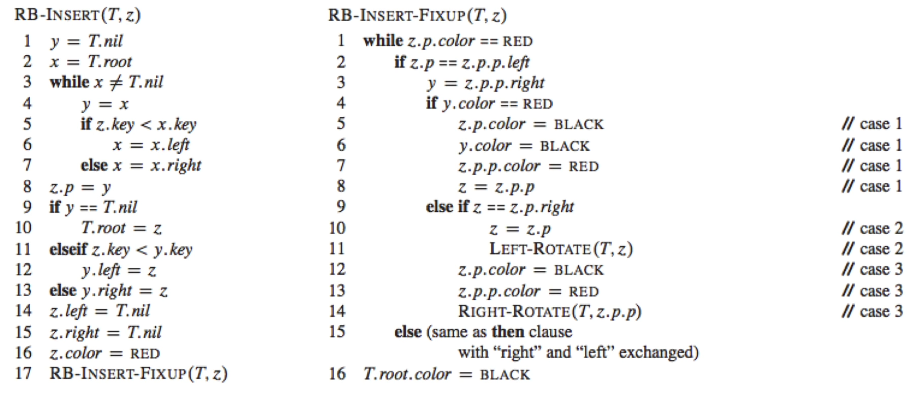 RB-INSERT(T, z)
1 y = T.nil
2 x = T.root
3 while x ≠ T.nil
4 y = x
5 if z.key < x.key
6 x = x.left
7 else x = x.right
8 z.p = y
9 if y == T.nil
10 T.root = z
11 elseif z.key < y.key
12 y.left = z
13 else y.right = z
14 z.left = T.nil
15 z.right = T.nil
16 z.color = RED
17 RB-INSERT-FIXUP(T, z)
RB-INSERT-FIXUP(T, z)
1 while z.p.color == RED
2 if z.p == z.p.p.left
3 y = z.p.p.right
4 if y.color == RED
5 z.p.color = BLACK // case 1
6 y.color = BLACK // case 1
7 z.p.p.color = RED // case 1
8 z = z.p.p // case 1
9 else if z == z.p.right
10 z = z.p // case 2
11 LEFT-ROTATE(T, z) // case 2
12 z.p.color = BLACK // case 3
13 z.p.p.color = RED // case 3
14 RIGHT-ROTATE(T, z.p.p) // case 3
15 else (same as then clause
with “right” and “left” exchanged)
16 T.root.color = BLACK